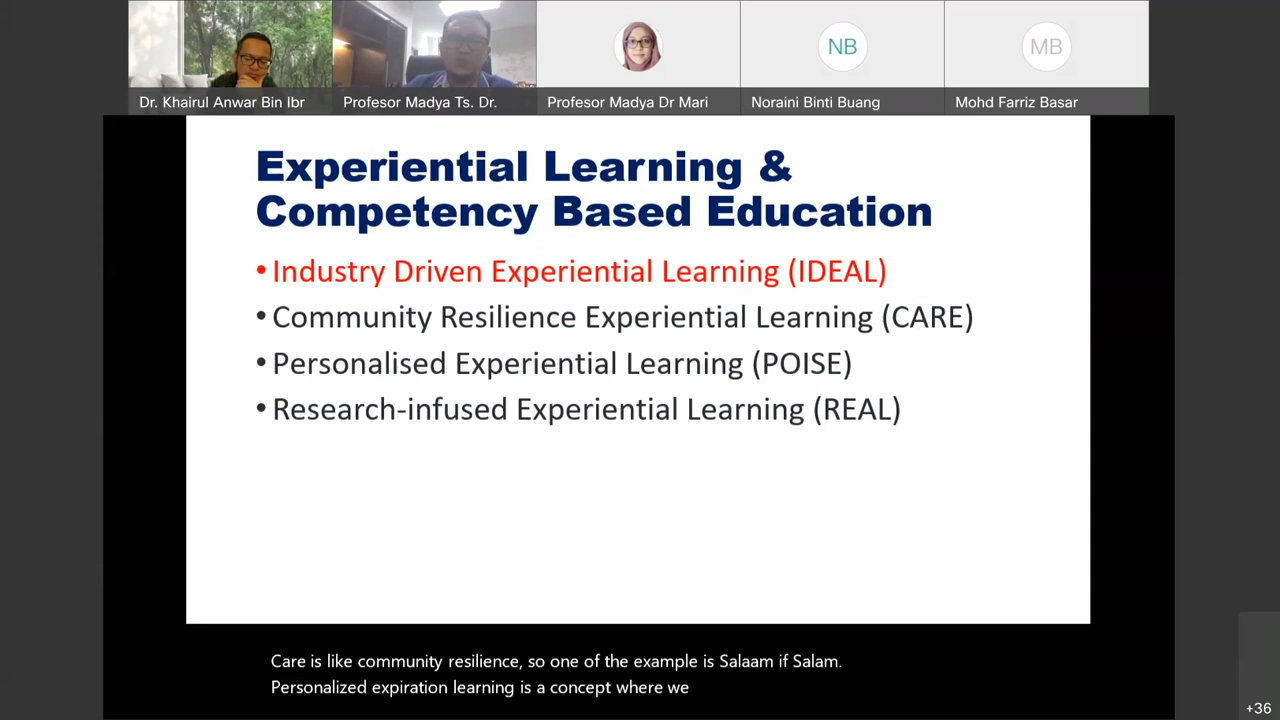 Dr. Khairul Anwar Bin Ibr
Profesor Madya Ts. Dr.
Profesor Madya Dr Mari
NB
Noraini Binti Buang
MB
Mohd Farriz Basar
Experiential Learning &
Competency Based Education
• Industry Driven Experiential Learning (IDEAL)
• Community Resilience Experiential Learning (CARE)
• Personalised Experiential Learning (POISE)
• Research-infused Experiential Learning (REAL)
Care is like community resilience, so one of the example is Salaam if Salam.
Personalized expiration learning is a concept where we
+36